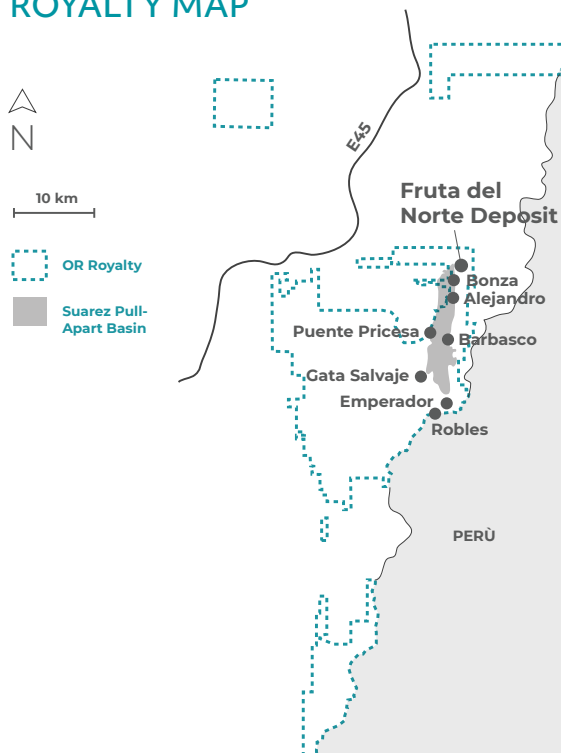 ROYALTY MAP
N
E45
10 km
Fruta del
Norte Deposit
OR Royalty
Bonza
Alejandro
Suarez Pull-
Apart Basin
Puente Pricesa
Barbasco
Gata Salvaje
Emperador
Robles
PERÙ